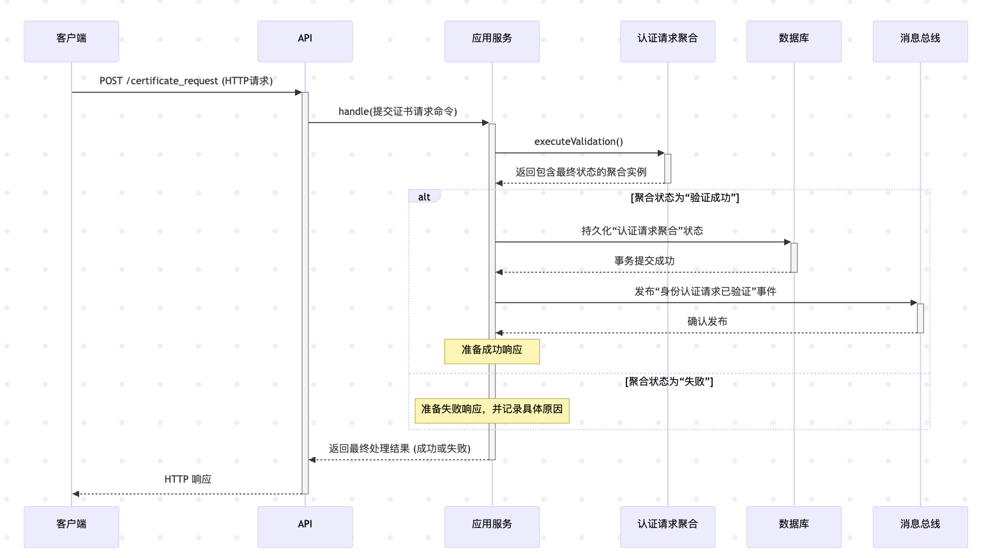 客户端
API
应用服务
认证请求聚合
数据库
消息总线
POST /certificate_request (HTTP请求)
handle(提交证书请求命令)
executeValidation()
返回包含最终状态的聚合实例
alt
[聚合状态为“验证成功”]
持久化“认证请求聚合”状态
事务提交成功
发布“身份认证请求已验证”事件
确认发布
准备成功响应
[聚合状态为“失败”]
准备失败响应，并记录具体原因
返回最终处理结果 (成功或失败)
HTTP 响应
客户端
API
应用服务
认证请求聚合
数据库
消息总线